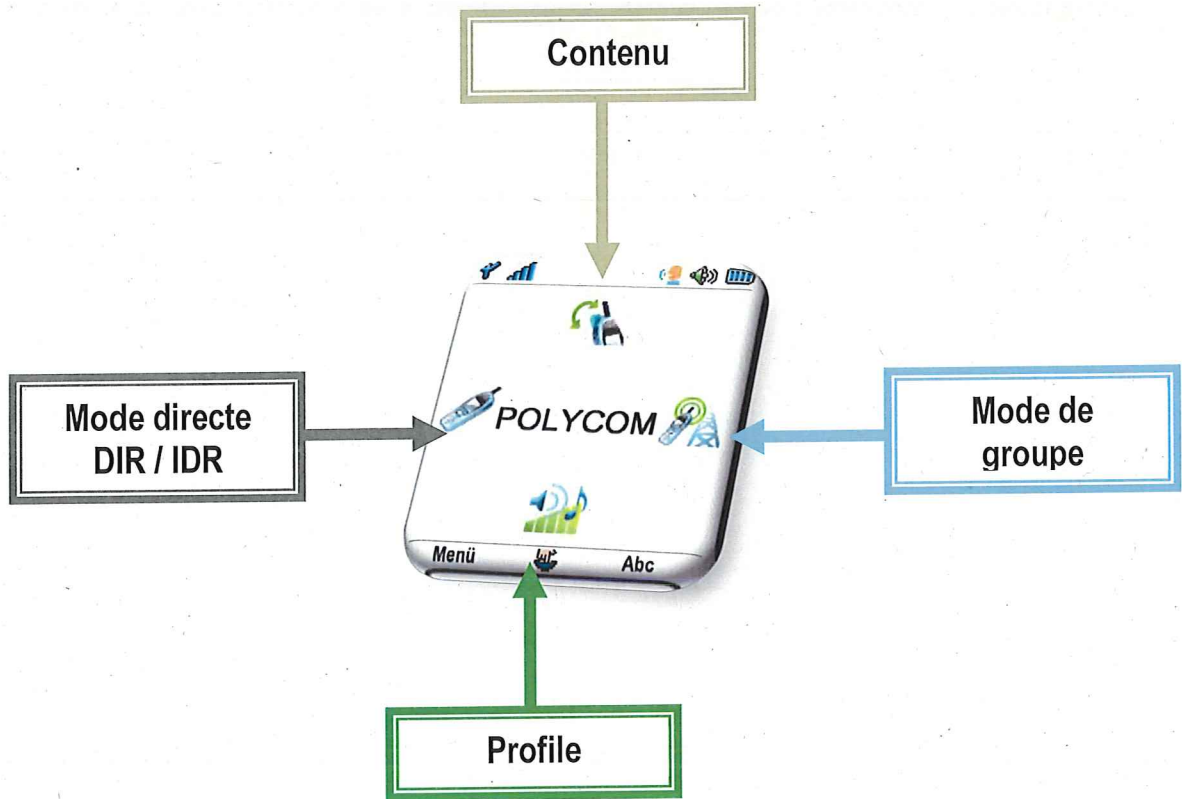 Contenu
Mode directe
DIR / IDR
POLYCOM
Mode de
groupe
Menü
Abc
Profile